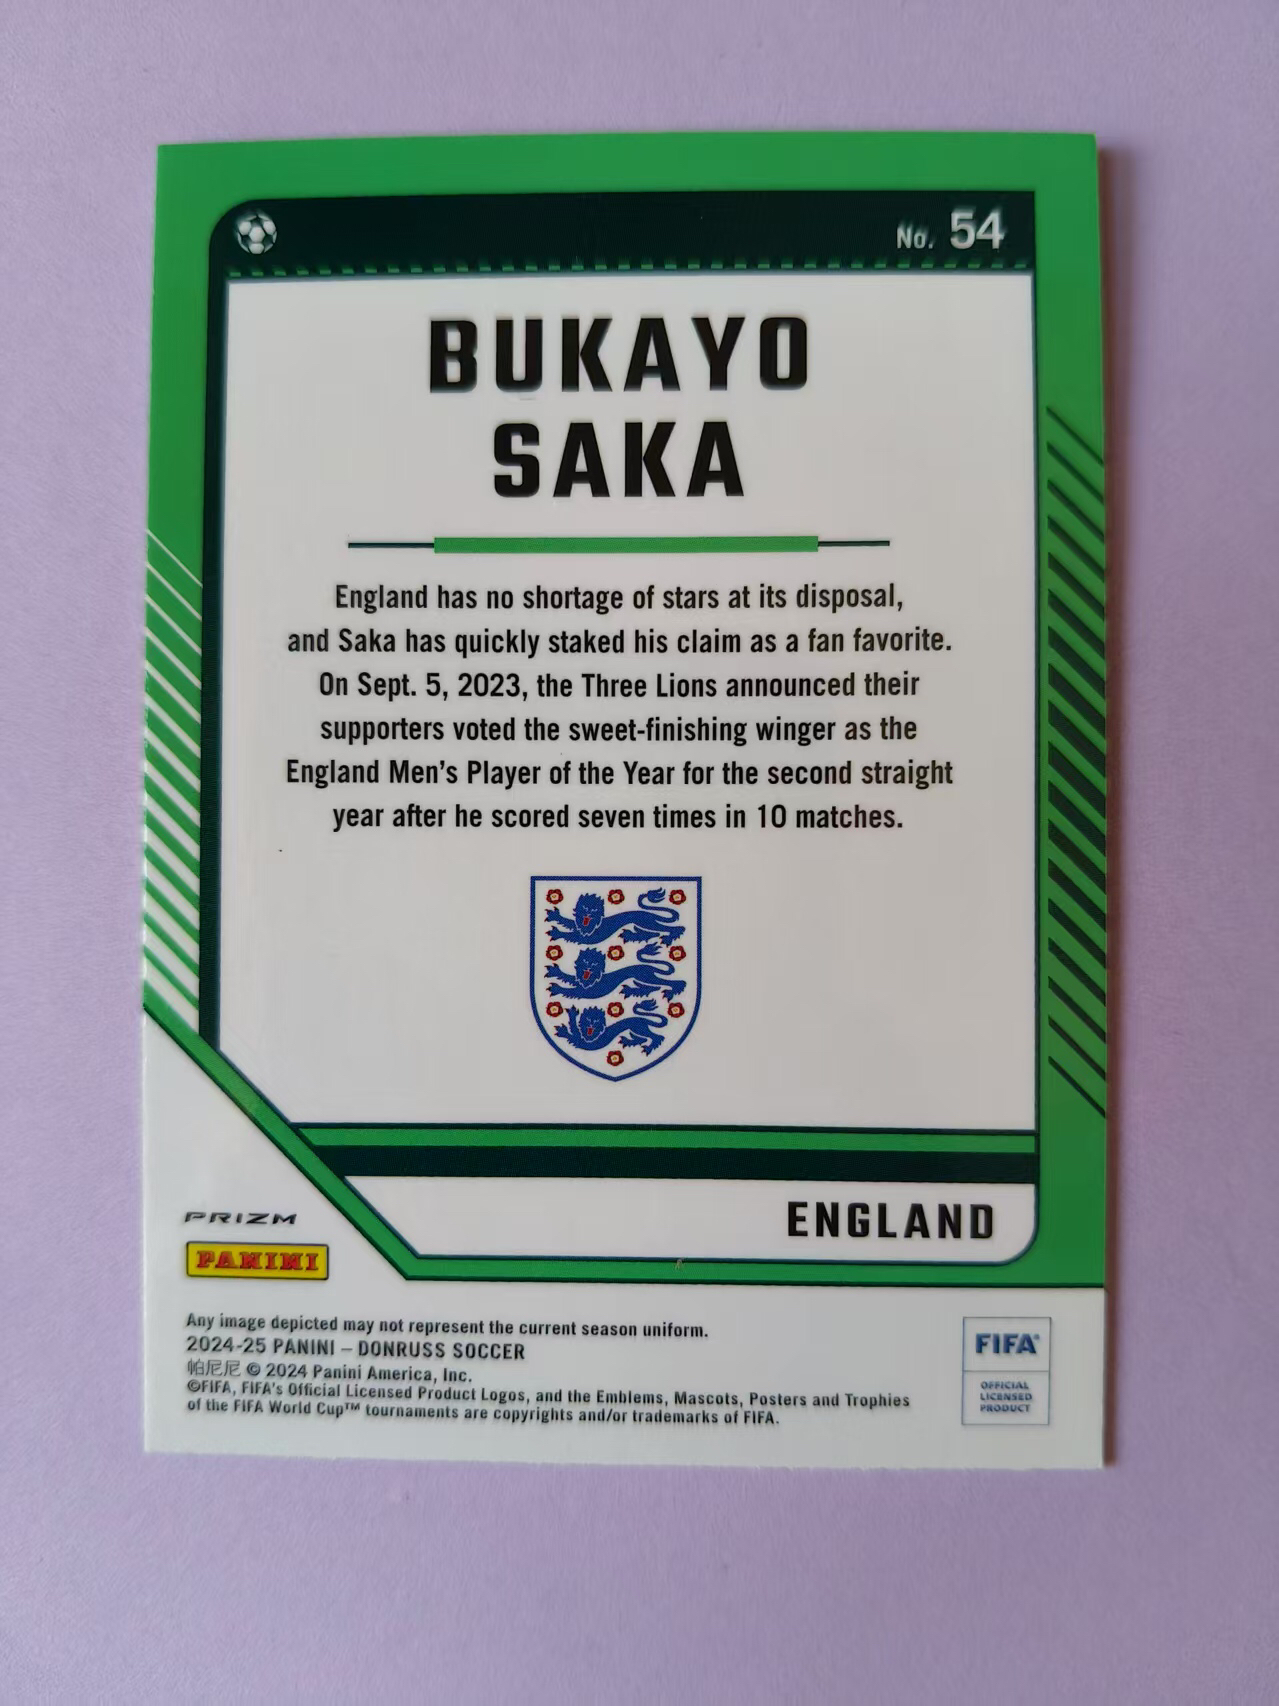 No. 54
BUKAYO
SAKA
England has no shortage of stars at its disposal,
and Saka has quickly staked his claim as a fan favorite.
On Sept. 5, 2023, the Three Lions announced their
supporters voted the sweet-finishing winger as the
England Men's Player of the Year for the second straight
year after he scored seven times in 10 matches.
ENGLAND
PRIZM
PANINI
Any image depicted may not represent the current season uniform.
2024-25 PANINI – DONRUSS SOCCER
帕尼尼 © 2024 Panini America, Inc.
©FIFA, FIFA's Official Licensed Product Logos, and the Emblems, Mascots, Posters and Trophies
of the FIFA World Cup™ tournaments are copyrights and/or trademarks of FIFA.
FIFA®
OFFICIAL
LICENSED
PRODUCT